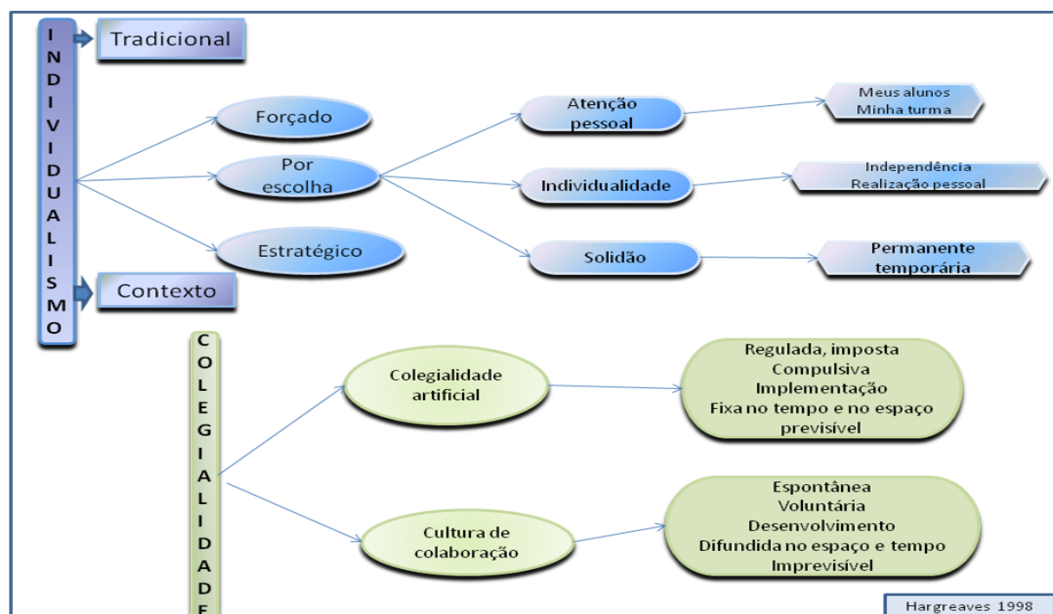 INDIVIDUALISMO
Tradicional
Forçado
Por
escolha
Estratégico
Contexto
Atenção
pessoal
Individualidade
Solidão
Meus alunos
Minha turma
Independência
Realização pessoal
Permanente
temporária
COLEGIALIDADE
Colegialidade
artificial
Regulada, imposta
Compulsiva
Implementação
Fixa no tempo e no espaço
previsível
Cultura de
colaboração
Espontânea
Voluntária
Desenvolvimento
Difundida no espaço e tempo
Imprevisível
Hargreaves 1998